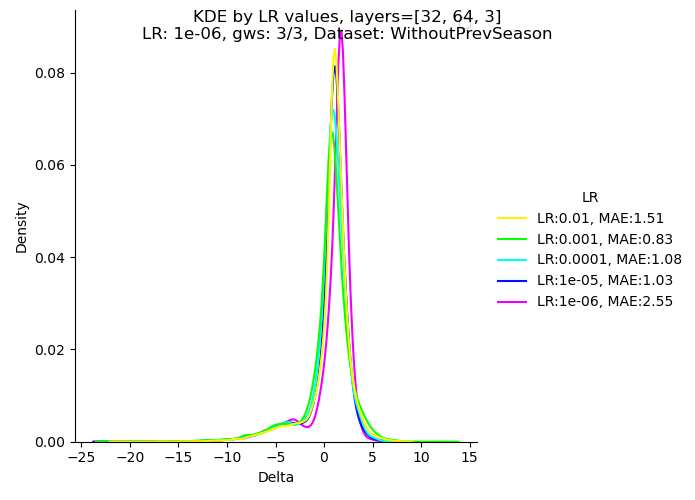 KDE by LR values, layers=[32, 64, 3]
LR: 1e-06, gws: 3/3, Dataset: WithoutPrevSeason
0.08
0.06
0.04
0.02
0.00
Density
−25
−20
−15
−10
−5
0
5
10
15
Delta
LR
LR:0.01, MAE:1.51
LR:0.001, MAE:0.83
LR:0.0001, MAE:1.08
LR:1e-05, MAE:1.03
LR:1e-06, MAE:2.55